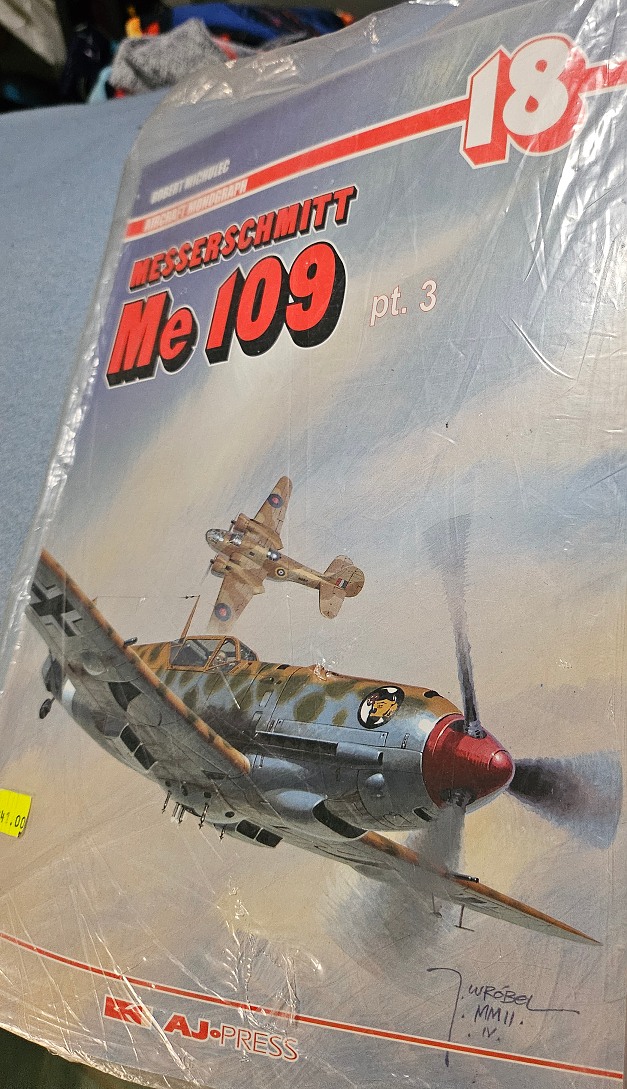 18
ROBERT MICHULEC
AIRCRAFT MONOGRAPH
MESSERSCHMITT
Me 109 pt. 3
41.00
J. WRÓBEL
MMII
. IV.
AJ-PRESS